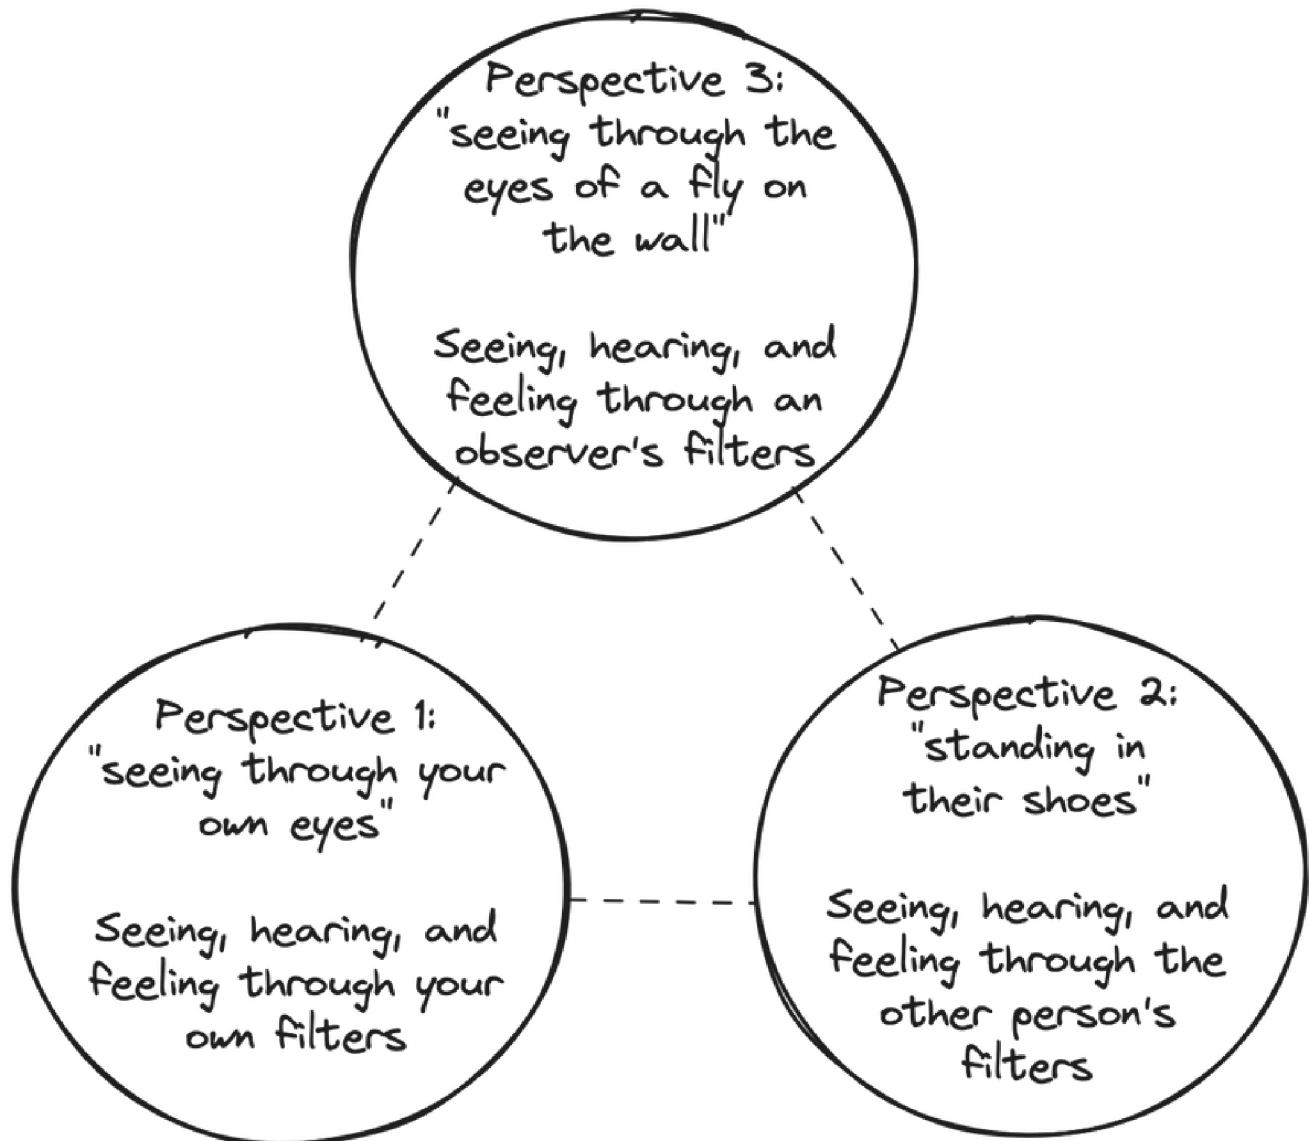 Perspective 3:
"seeing through the
eyes of a fly on
the wall"
Seeing, hearing, and
feeling through an
observer's filters
Perspective 1:
"seeing through your
own eyes"
Seeing, hearing, and
feeling through your
own filters
Perspective 2:
"standing in
their shoes"
Seeing, hearing, and
feeling through the
other person's
filters